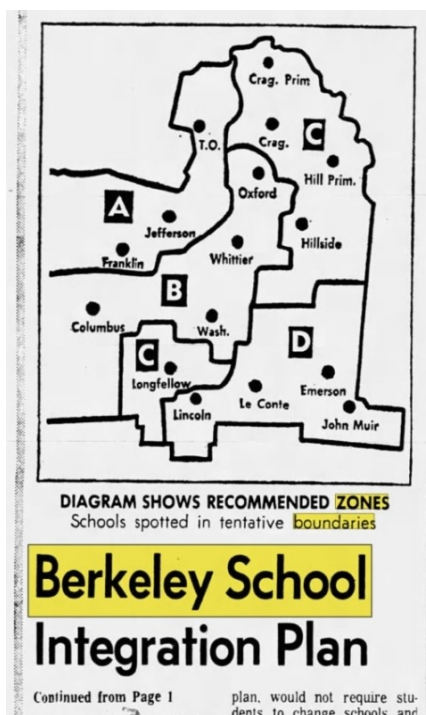 Crag. Prim
T.O.
Crag.
C
Hill Prim.
Oxford
A
Jefferson
Hillside
Franklin
Whittier
B
Columbus
Wash.
D
C
Longfellow
Emerson
Le Conte
Lincoln
John Muir
DIAGRAM SHOWS RECOMMENDED ZONES
Schools spotted in tentative boundaries
Berkeley School
Integration Plan
Continued from Page 1
plan, would not require stu-
dents to change schools and